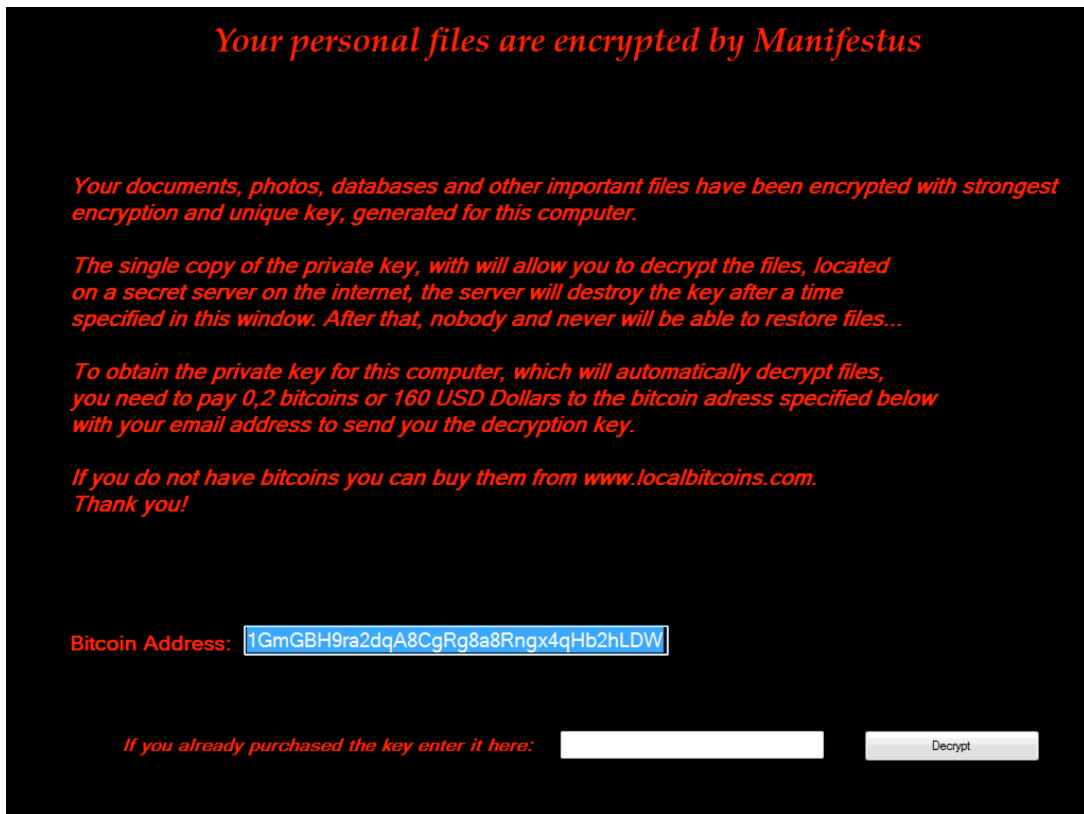 Your personal files are encrypted by Manifestus
Your documents, photos, databases and other important files have been encrypted with strongest
encryption and unique key, generated for this computer.
The single copy of the private key, with will allow you to decrypt the files, located
on a secret server on the internet, the server will destroy the key after a time
specified in this window. After that, nobody and never will be able to restore files...
To obtain the private key for this computer, which will automatically decrypt files,
you need to pay 0,2 bitcoins or 160 USD Dollars to the bitcoin adress specified below
with your email address to send you the decryption key.
If you do not have bitcoins you can buy them from www.localbitcoins.com.
Thank you!
Bitcoin Address: 1GmGBH9ra2dqA8CgRg8a8Rngx4qHb2hLDW
If you already purchased the key enter it here: Decrypt